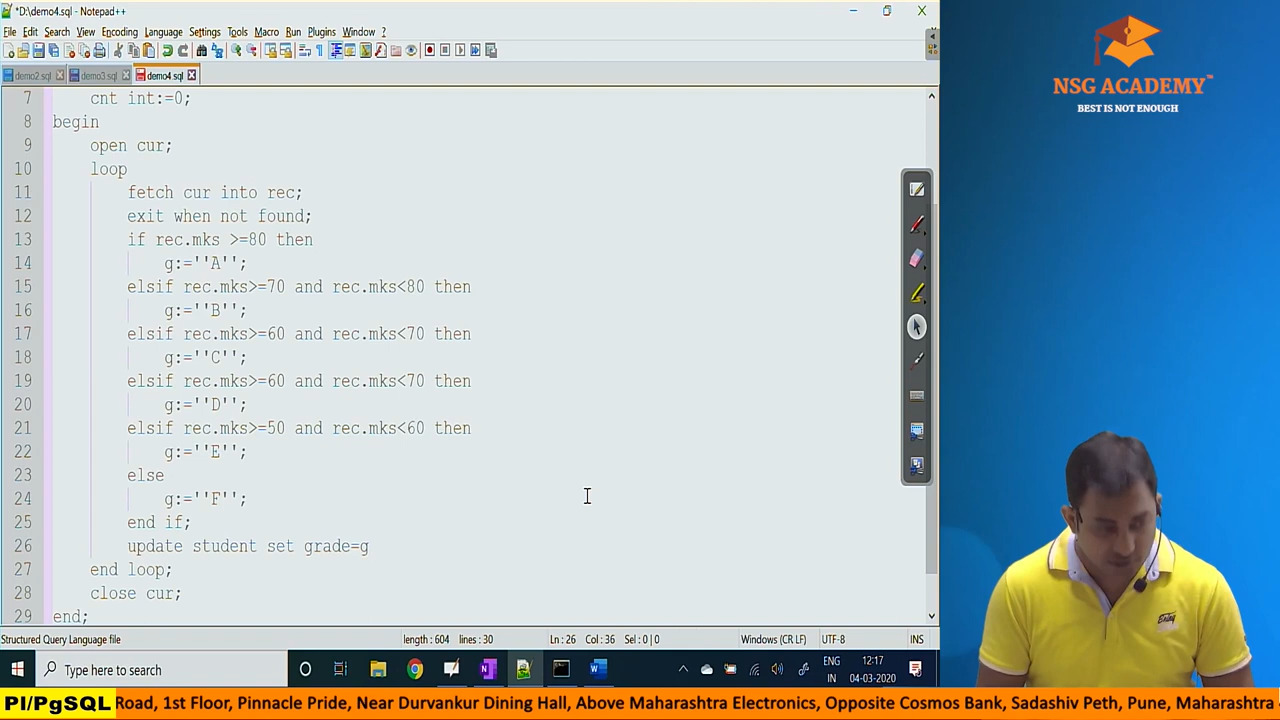 *D:\demo4.sql - Notepad++
File Edit Search View Encoding Language Settings Tools Macro Run Plugins Window ?
demo2.sql demo3.sql demo4.sql
7 cnt int:=0;
8 begin
9 open cur;
10 loop
11 fetch cur into rec;
12 exit when not found;
13 if rec.mks >=80 then
14 g:=''A'';
15 elsif rec.mks>=70 and rec.mks<80 then
16 g:=''B'';
17 elsif rec.mks>=60 and rec.mks<70 then
18 g:=''C'';
19 elsif rec.mks>=60 and rec.mks<70 then
20 g:=''D'';
21 elsif rec.mks>=50 and rec.mks<60 then
22 g:=''E'';
23 else
24 g:=''F'';
25 end if;
26 update student set grade=g
27 end loop;
28 close cur;
29 end;
Structured Query Language file length : 604 lines : 30 Ln : 26 Col : 36 Sel : 0 | 0 Windows (CR LF) UTF-8 INS
Type here to search
ENG
IN
12:17
04-03-2020
NSG ACADEMY™
BEST IS NOT ENOUGH
Pl/PgSQL
Road, 1st Floor, Pinnacle Pride, Near Durvankur Dining Hall, Above Maharashtra Electronics, Opposite Cosmos Bank, Sadashiv Peth, Pune, Maharashtra